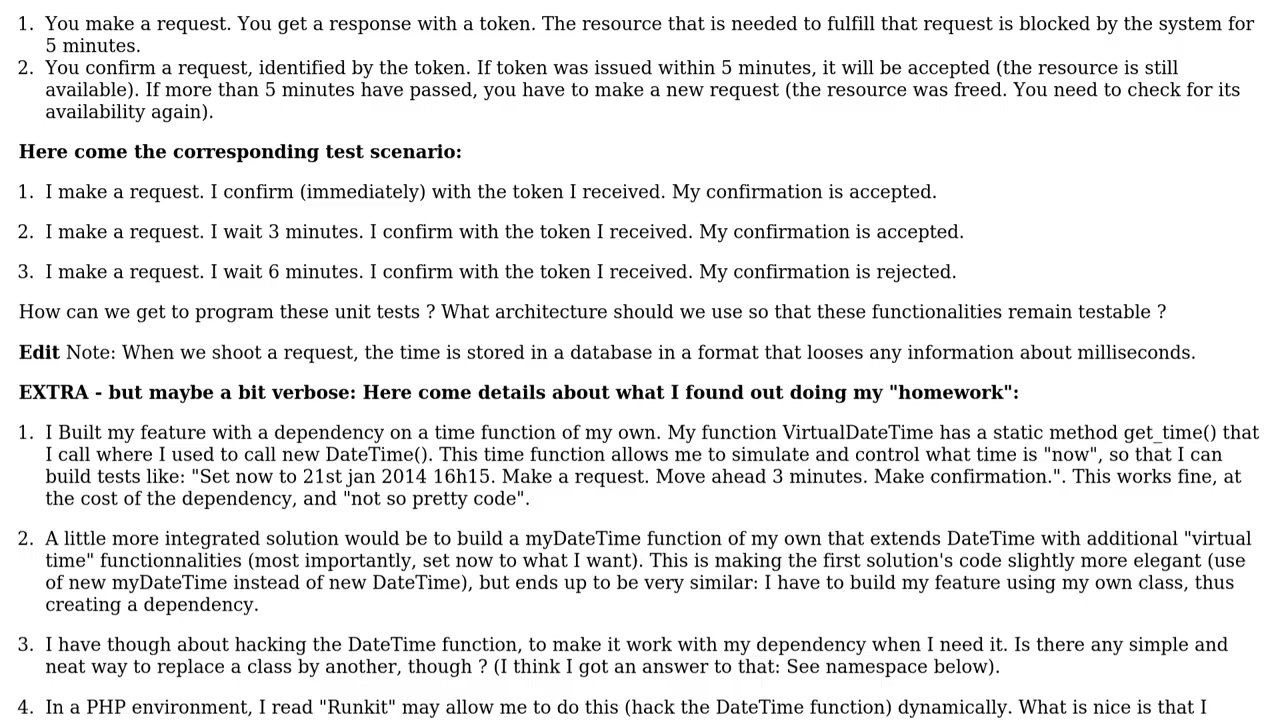 1. You make a request. You get a response with a token. The resource that is needed to fulfill that request is blocked by the system for
5 minutes.
2. You confirm a request, identified by the token. If token was issued within 5 minutes, it will be accepted (the resource is still
available). If more than 5 minutes have passed, you have to make a new request (the resource was freed. You need to check for its
availability again).
Here come the corresponding test scenario:
1. I make a request. I confirm (immediately) with the token I received. My confirmation is accepted.
2. I make a request. I wait 3 minutes. I confirm with the token I received. My confirmation is accepted.
3. I make a request. I wait 6 minutes. I confirm with the token I received. My confirmation is rejected.
How can we get to program these unit tests ? What architecture should we use so that these functionalities remain testable ?
Edit Note: When we shoot a request, the time is stored in a database in a format that looses any information about milliseconds.
EXTRA - but maybe a bit verbose: Here come details about what I found out doing my "homework":
1. I Built my feature with a dependency on a time function of my own. My function VirtualDateTime has a static method get_time() that
I call where I used to call new DateTime(). This time function allows me to simulate and control what time is "now", so that I can
build tests like: "Set now to 21st jan 2014 16h15. Make a request. Move ahead 3 minutes. Make confirmation.". This works fine, at
the cost of the dependency, and "not so pretty code".
2. A little more integrated solution would be to build a myDateTime function of my own that extends DateTime with additional "virtual
time" functionnalities (most importantly, set now to what I want). This is making the first solution's code slightly more elegant (use
of new myDateTime instead of new DateTime), but ends up to be very similar: I have to build my feature using my own class, thus
creating a dependency.
3. I have though about hacking the DateTime function, to make it work with my dependency when I need it. Is there any simple and
neat way to replace a class by another, though ? (I think I got an answer to that: See namespace below).
4. In a PHP environment, I read "Runkit" may allow me to do this (hack the DateTime function) dynamically. What is nice is that I